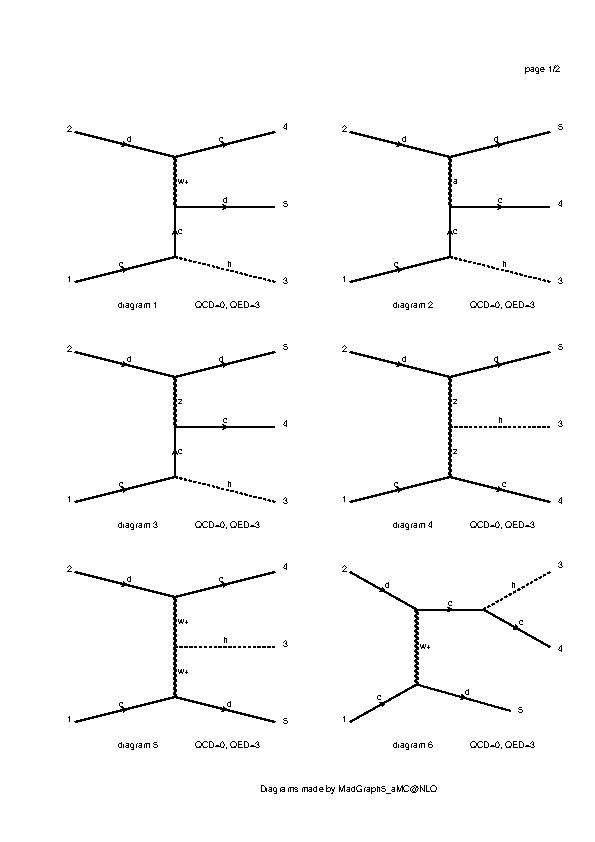 page 1/2
2 d c 4
w+
d 5
c
1 c h 3
diagram 1 QCD=0, QED=3
2 d d 5
a
c 4
c
1 c h 3
diagram 2 QCD=0, QED=3
2 d d 5
z
c 4
c
1 c h 3
diagram 3 QCD=0, QED=3
2 d d 5
z
h 3
z
1 c c 4
diagram 4 QCD=0, QED=3
2 d c 4
w+
h 3
w+
1 c d 5
diagram 5 QCD=0, QED=3
2 d h 3
c
c 4
w+
1 c d 5
diagram 6 QCD=0, QED=3
Diagrams made by MadGraph5_aMC@NLO